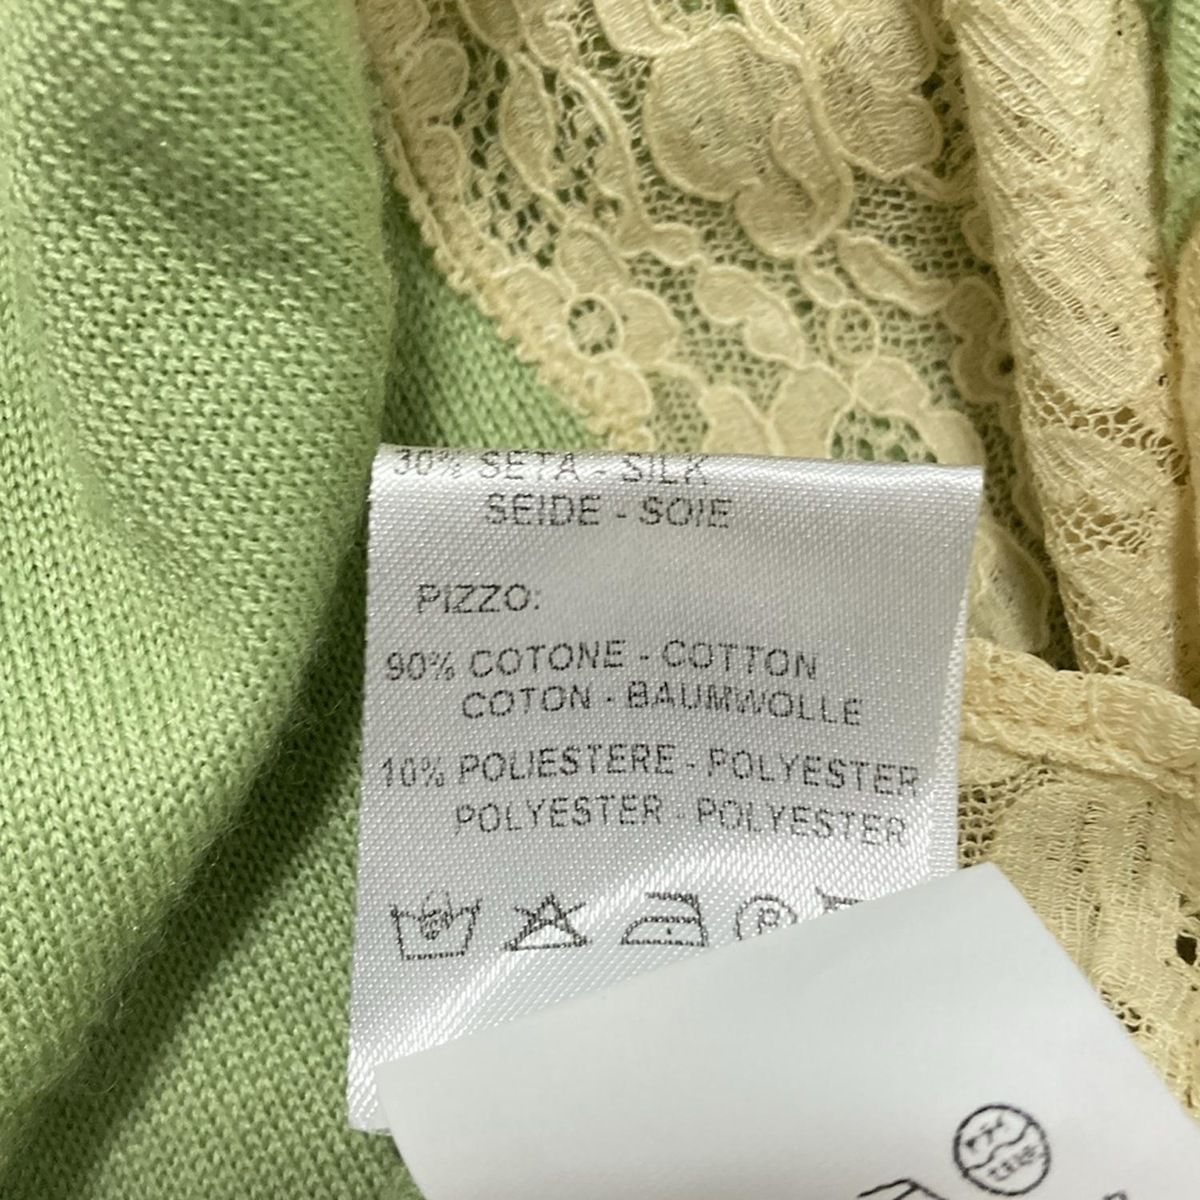 30% SETA - SILK
SEIDE - SOIE
PIZZO:
90% COTONE - COTTON
COTON - BAUMWOLLE
10% POLIESTERE - POLYESTER
POLYESTER - POLYESTER
P